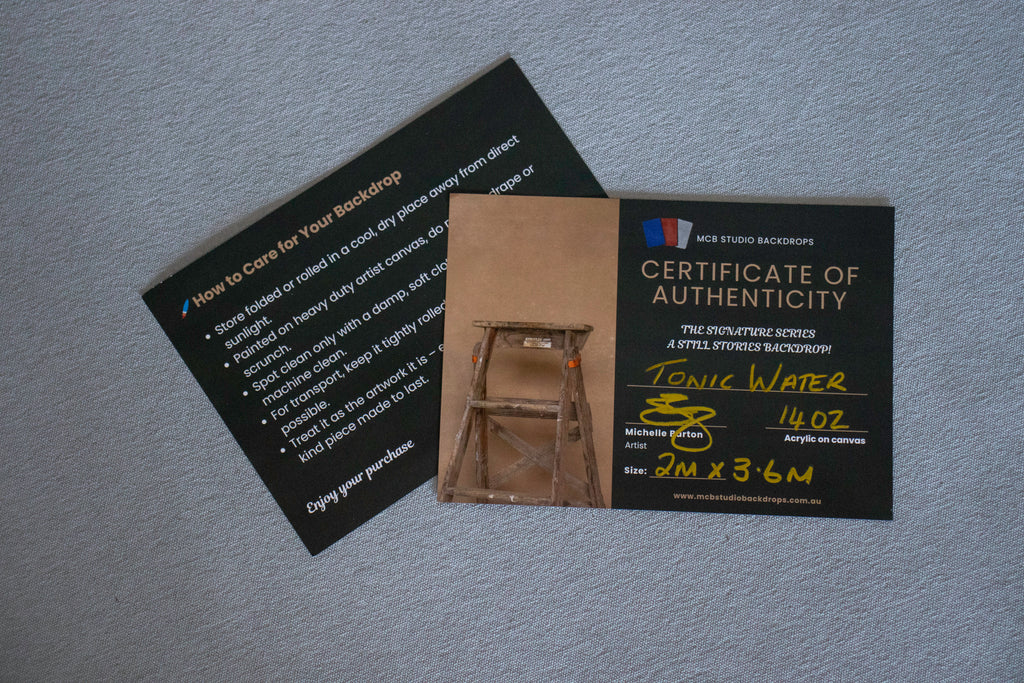 How to Care for Your Backdrop
• Store folded or rolled in a cool, dry place away from direct
sunlight.
• Painted on heavy duty artist canvas, do drape or
scrunch.
• Spot clean only with a damp, soft
machine clean.
• For transport, keep it tightly rolled
possible.
• Treat it as the artwork it is –
kind piece made to last.
Enjoy your purchase
MCB STUDIO BACKDROPS
CERTIFICATE OF
AUTHENTICITY
THE SIGNATURE SERIES
A STILL STORIES BACKDROP!
TONIC WATER
14OZ
Michelle Burton
Acrylic on canvas
Artist
Size: 2M X 3.6M
www.mcbstudiobackdrops.com.au